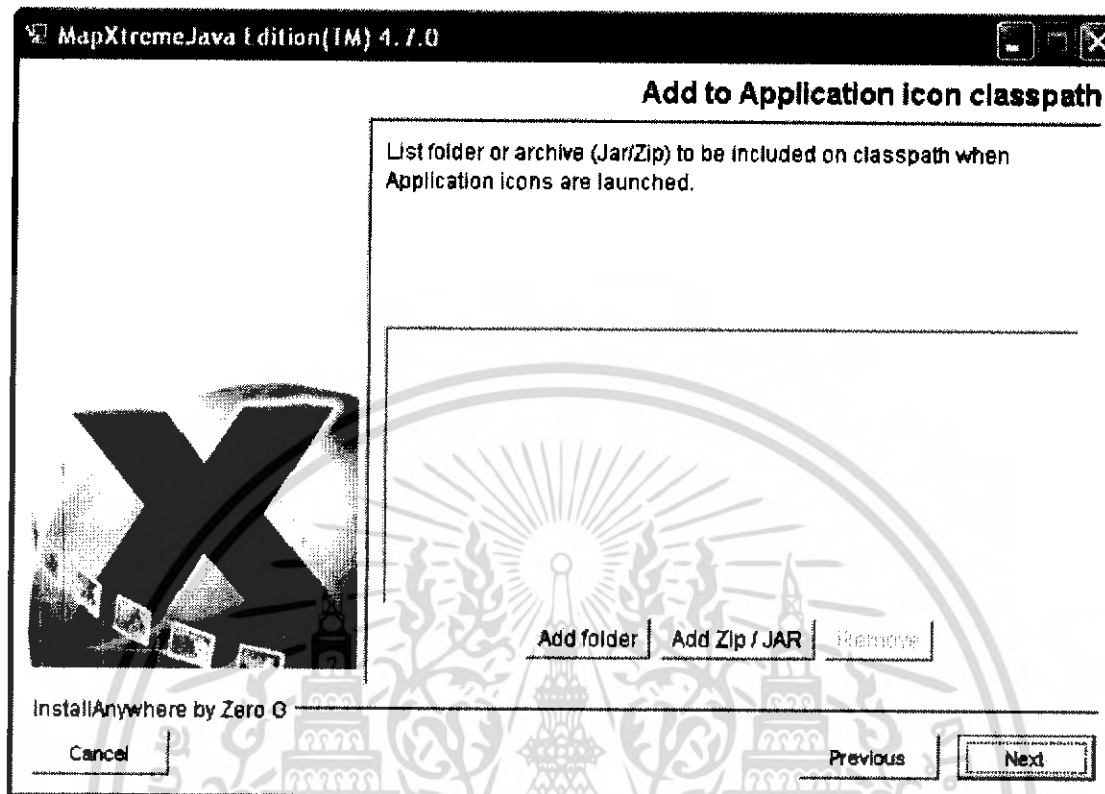 MapXtremeJava Edition(TM) 4.7.0
Add to Application icon classpath
List folder or archive (Jar/Zip) to be included on classpath when
Application icons are launched.
Add folder
Add Zip / JAR
Remove
InstallAnywhere by Zero G
Cancel
Previous
Next